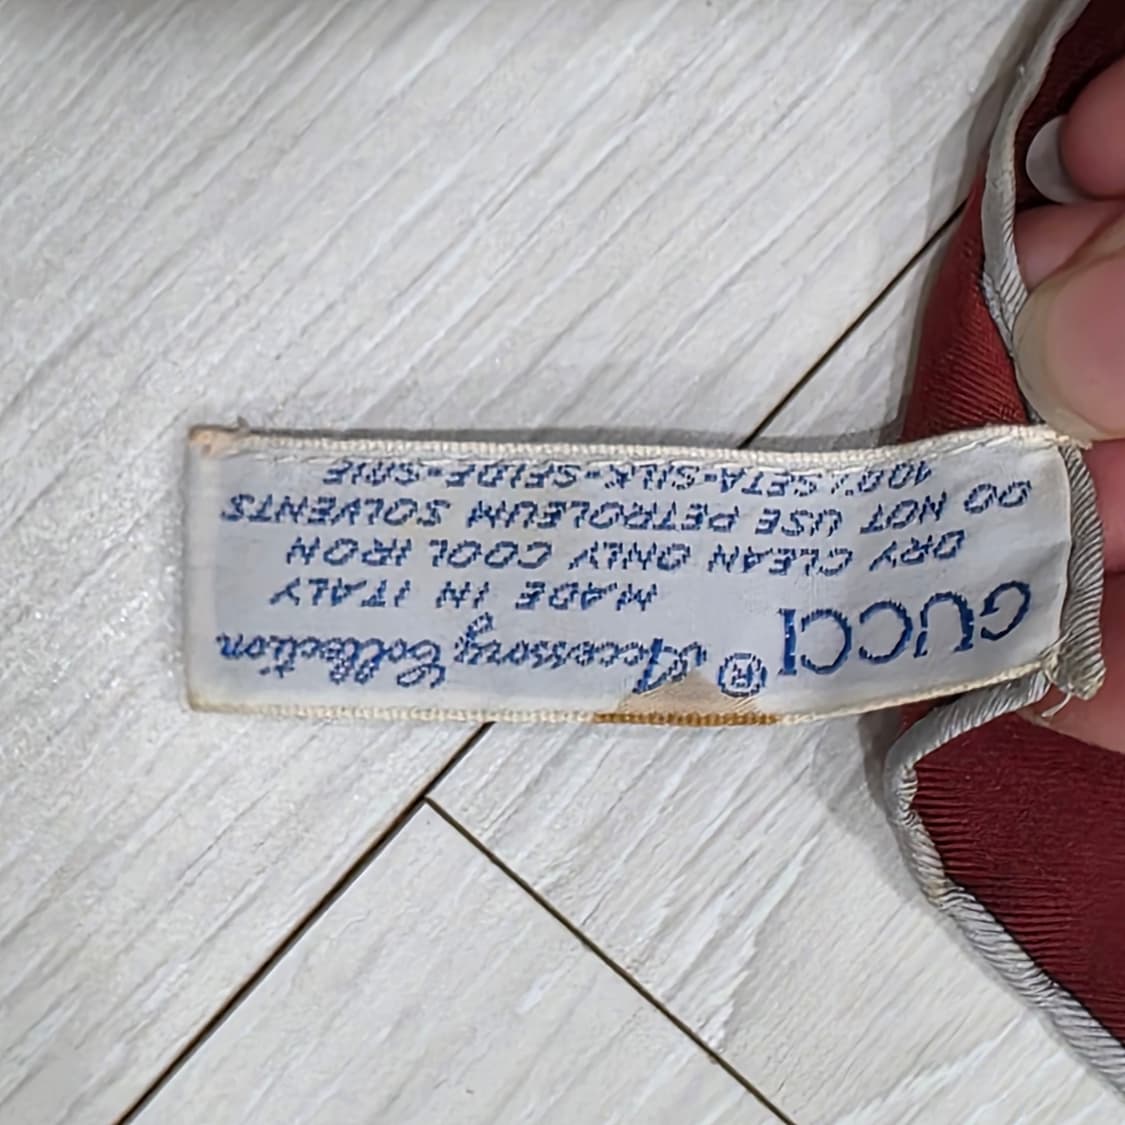 GUCCI ® Accessory Collection
MADE IN ITALY
DRY CLEAN ONLY COOL IRON
DO NOT USE PETROLEUM SOLVENTS
100% SETA-SILK-SEIDE-SOIE